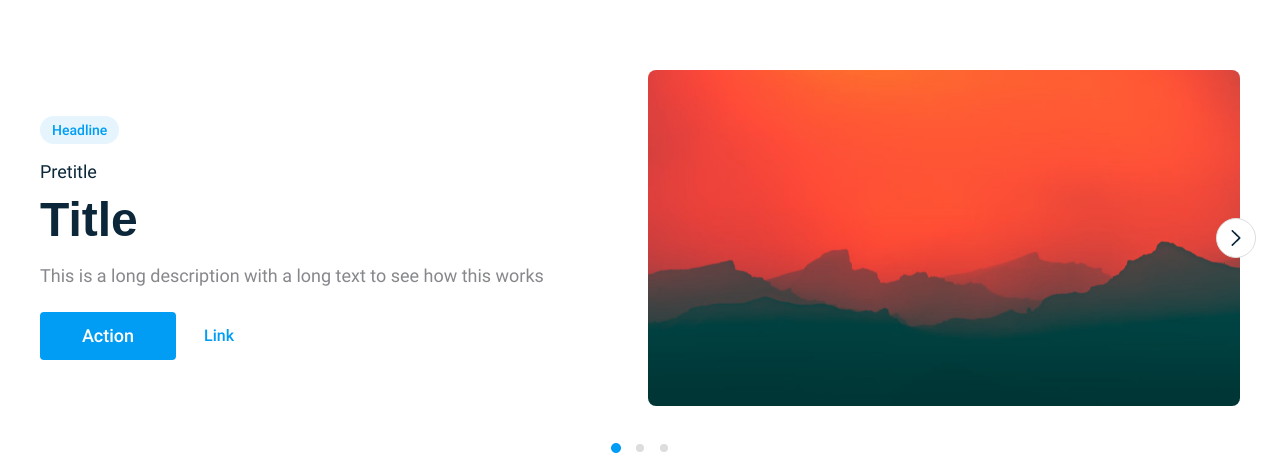 Headline
Pretitle
Title
This is a long description with a long text to see how this works
Action
Link